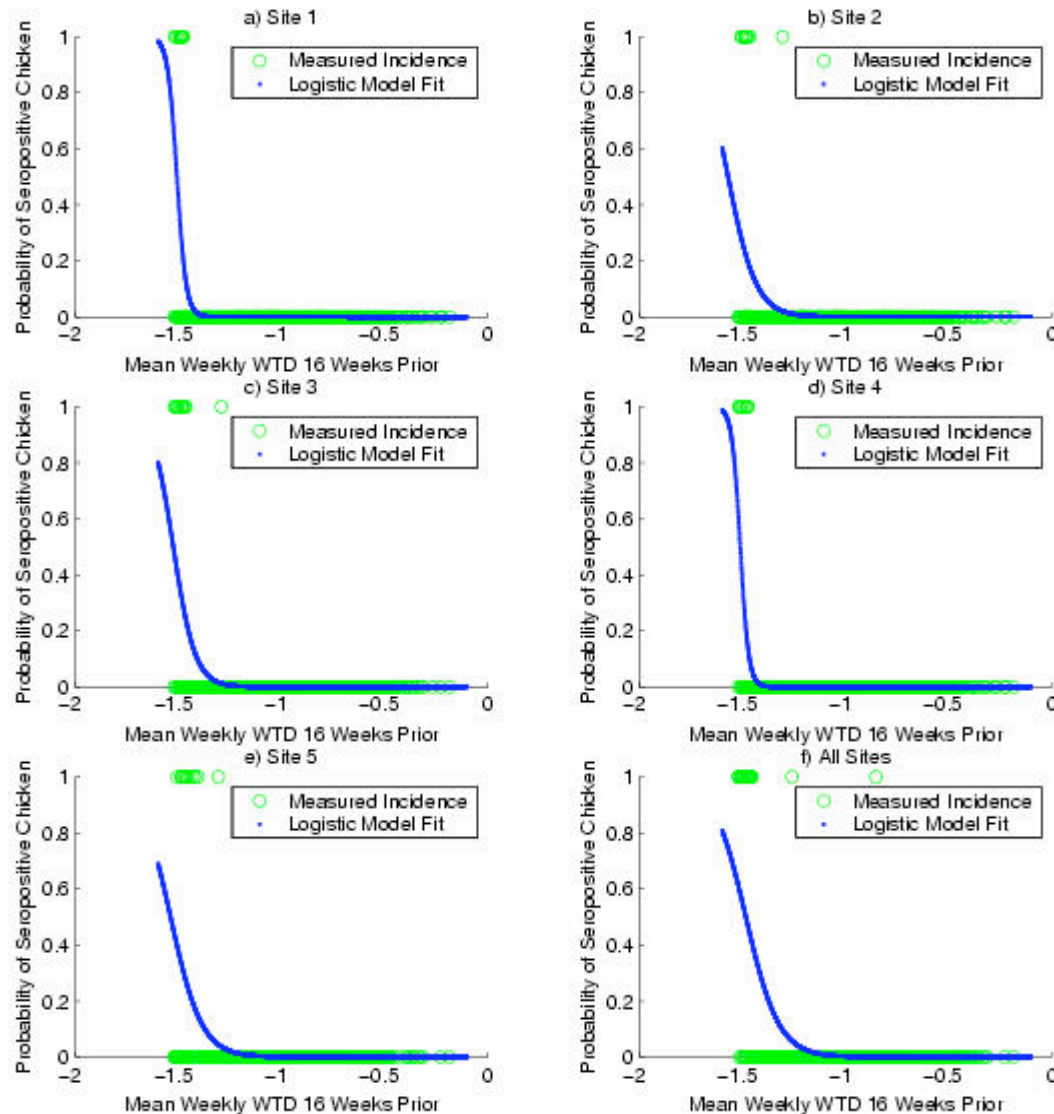 a) Site 1
Probability of Seropositive Chicken
1
0.8
0.6
0.4
0.2
0
Measured Incidence
Logistic Model Fit
−2
−1.5
−1
−0.5
0
Mean Weekly WTD 16 Weeks Prior
b) Site 2
Probability of Seropositive Chicken
1
0.8
0.6
0.4
0.2
0
Measured Incidence
Logistic Model Fit
−2
−1.5
−1
−0.5
0
Mean Weekly WTD 16 Weeks Prior
c) Site 3
Probability of Seropositive Chicken
1
0.8
0.6
0.4
0.2
0
Measured Incidence
Logistic Model Fit
−2
−1.5
−1
−0.5
0
Mean Weekly WTD 16 Weeks Prior
d) Site 4
Probability of Seropositive Chicken
1
0.8
0.6
0.4
0.2
0
Measured Incidence
Logistic Model Fit
−2
−1.5
−1
−0.5
0
Mean Weekly WTD 16 Weeks Prior
e) Site 5
Probability of Seropositive Chicken
1
0.8
0.6
0.4
0.2
0
Measured Incidence
Logistic Model Fit
−2
−1.5
−1
−0.5
0
Mean Weekly WTD 16 Weeks Prior
f) All Sites
Probability of Seropositive Chicken
1
0.8
0.6
0.4
0.2
0
Measured Incidence
Logistic Model Fit
−2
−1.5
−1
−0.5
0
Mean Weekly WTD 16 Weeks Prior